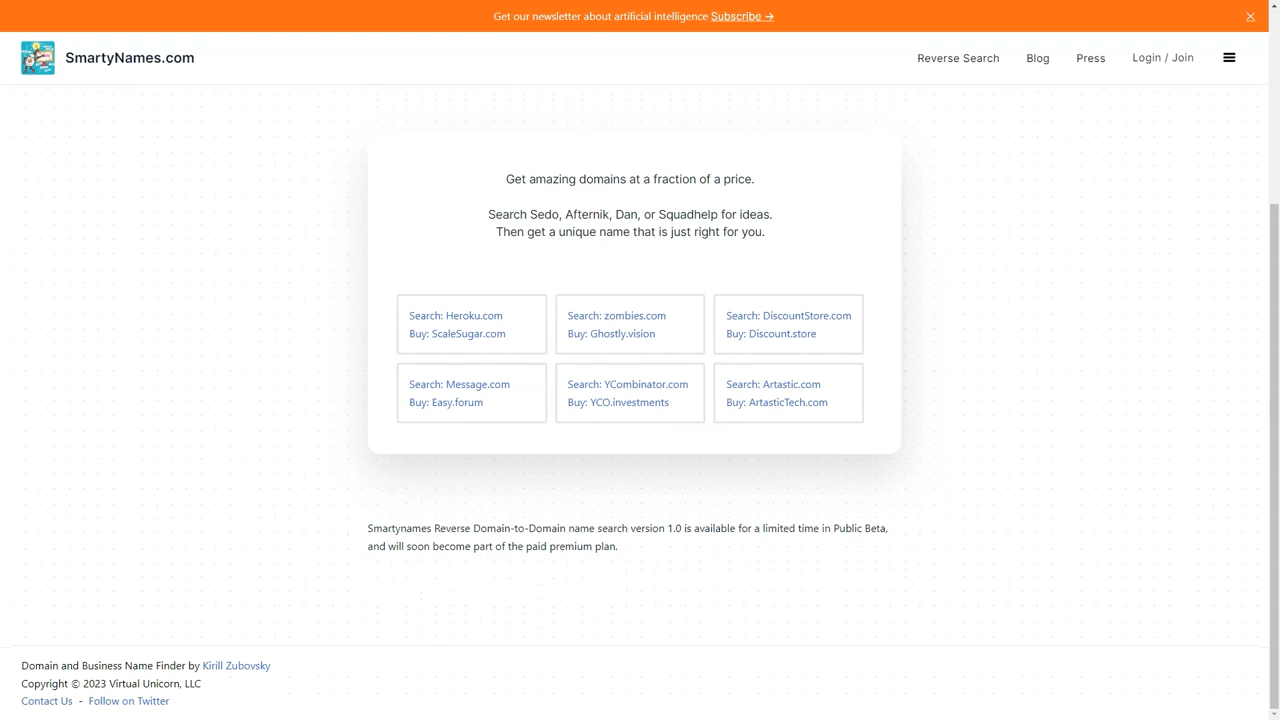 Get our newsletter about artificial intelligence Subscribe →
SmartyNames.com
Reverse Search
Blog
Press
Login / Join
Get amazing domains at a fraction of a price.
Search Sedo, Afternik, Dan, or Squadhelp for ideas.
Then get a unique name that is just right for you.
Search: Heroku.com
Buy: ScaleSugar.com
Search: zombies.com
Buy: Ghostly.vision
Search: DiscountStore.com
Buy: Discount.store
Search: Message.com
Buy: Easy.forum
Search: YCombinator.com
Buy: YCO.investments
Search: Artastic.com
Buy: ArtasticTech.com
Smartynames Reverse Domain-to-Domain name search version 1.0 is available for a limited time in Public Beta,
and will soon become part of the paid premium plan.
Domain and Business Name Finder by Kirill Zubovsky
Copyright © 2023 Virtual Unicorn, LLC
Contact Us - Follow on Twitter